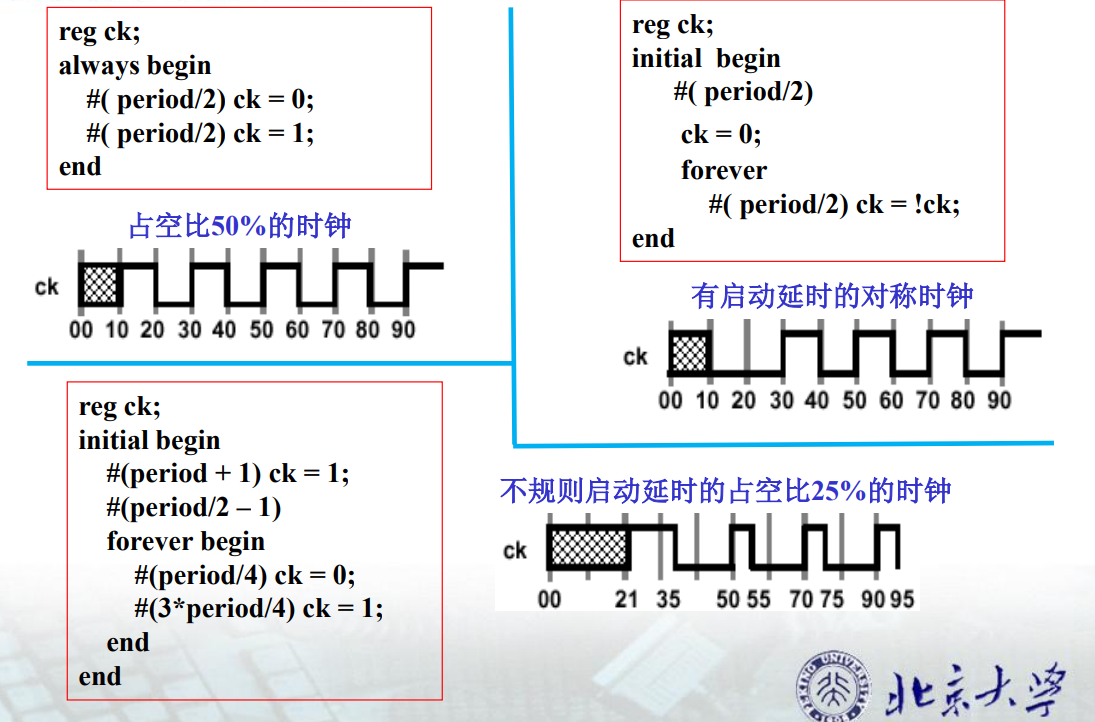 reg ck;
always begin
#( period/2) ck = 0;
#( period/2) ck = 1;
end
占空比50%的时钟
ck
00 10 20 30 40 50 60 70 80 90
reg ck;
initial begin
#( period/2)
ck = 0;
forever
#( period/2) ck = !ck;
end
有启动延时的对称时钟
ck
00 10 20 30 40 50 60 70 80 90
reg ck;
initial begin
#(period + 1) ck = 1;
#(period/2 – 1)
forever begin
#(period/4) ck = 0;
#(3*period/4) ck = 1;
end
end
不规则启动延时的占空比25%的时钟
ck
00 21 35 50 55 70 75 90 95
北京大学